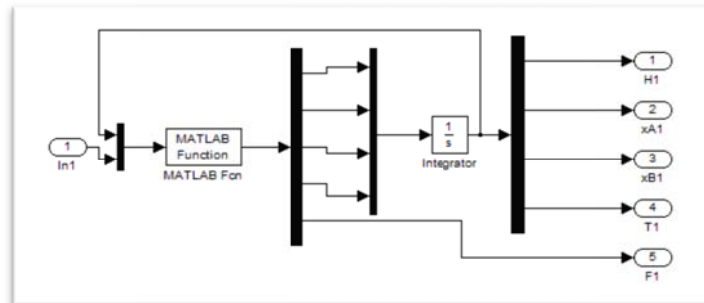 1
In1
MATLAB
Function
MATLAB Fcn
1
s
Integrator
1
H1
2
xA1
3
xB1
4
T1
5
F1